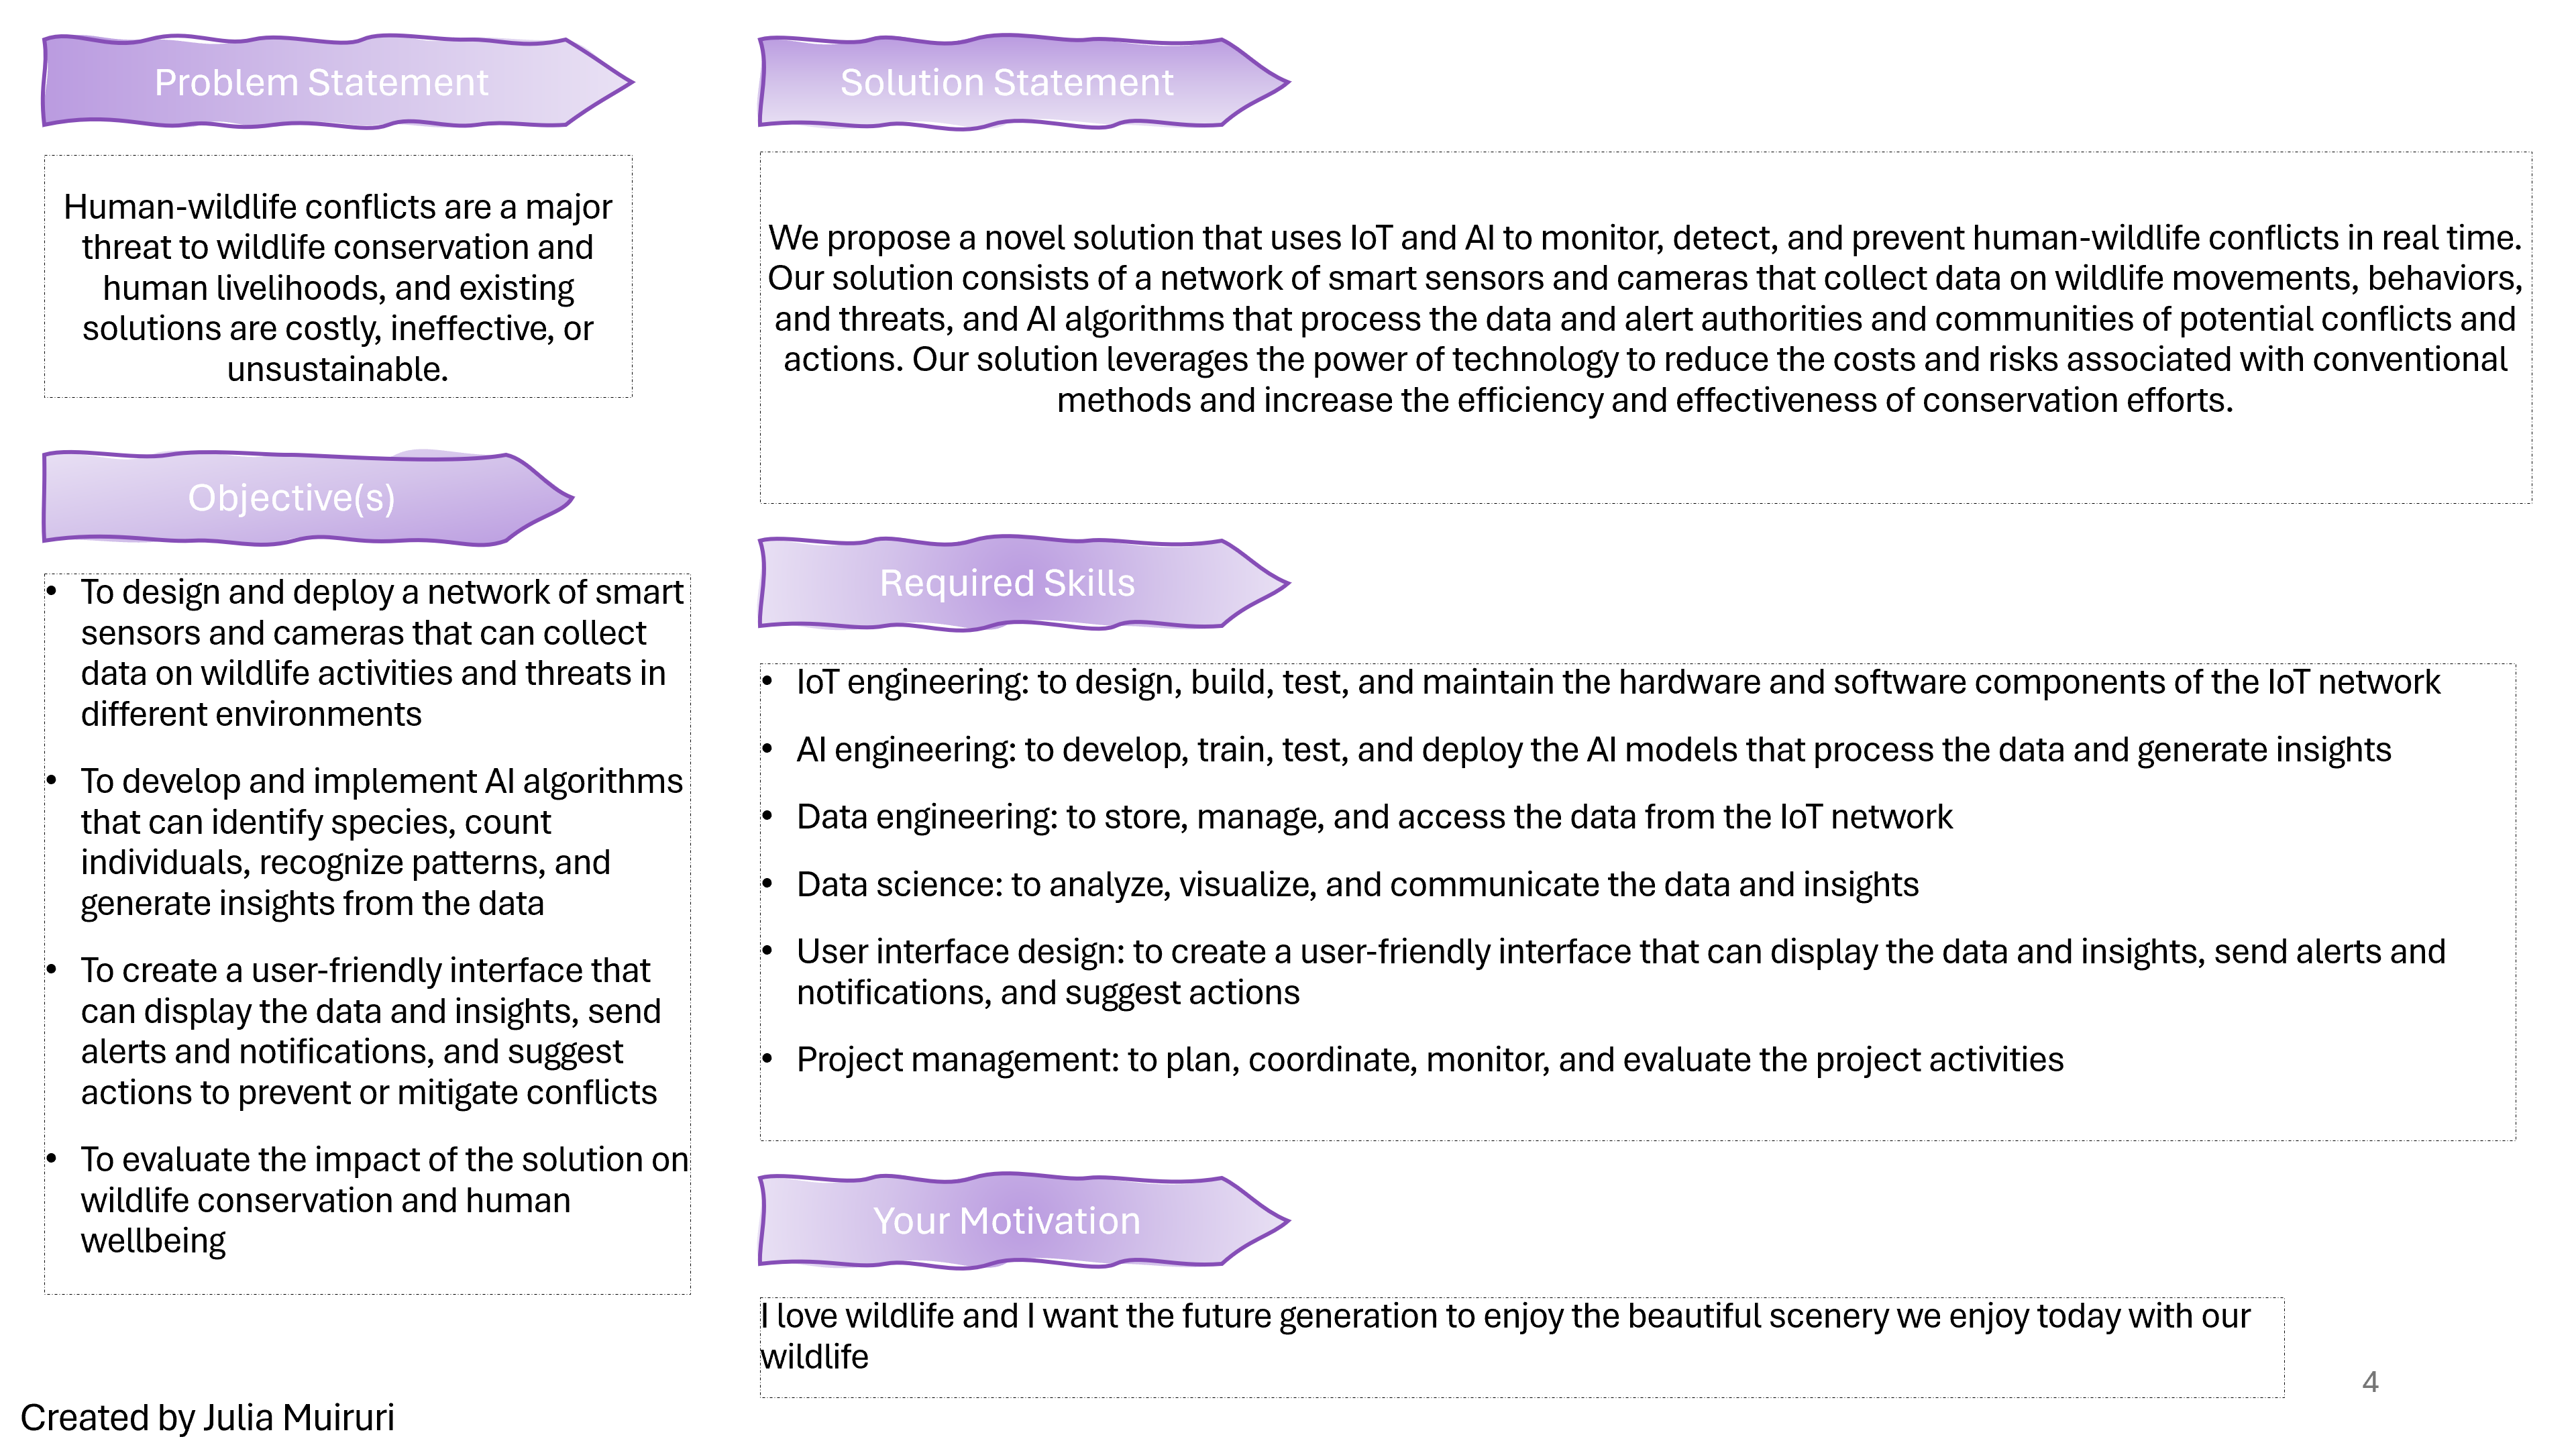 Problem Statement
Human-wildlife conflicts are a major
threat to wildlife conservation and
human livelihoods, and existing
solutions are costly, ineffective, or
unsustainable.
Objective(s)
• To design and deploy a network of smart
sensors and cameras that can collect
data on wildlife activities and threats in
different environments
• To develop and implement AI algorithms
that can identify species, count
individuals, recognize patterns, and
generate insights from the data
• To create a user-friendly interface that
can display the data and insights, send
alerts and notifications, and suggest
actions to prevent or mitigate conflicts
• To evaluate the impact of the solution on
wildlife conservation and human
wellbeing
Solution Statement
We propose a novel solution that uses IoT and AI to monitor, detect, and prevent human-wildlife conflicts in real time.
Our solution consists of a network of smart sensors and cameras that collect data on wildlife movements, behaviors,
and threats, and AI algorithms that process the data and alert authorities and communities of potential conflicts and
actions. Our solution leverages the power of technology to reduce the costs and risks associated with conventional
methods and increase the efficiency and effectiveness of conservation efforts.
Required Skills
• IoT engineering: to design, build, test, and maintain the hardware and software components of the IoT network
• AI engineering: to develop, train, test, and deploy the AI models that process the data and generate insights
• Data engineering: to store, manage, and access the data from the IoT network
• Data science: to analyze, visualize, and communicate the data and insights
• User interface design: to create a user-friendly interface that can display the data and insights, send alerts and
notifications, and suggest actions
• Project management: to plan, coordinate, monitor, and evaluate the project activities
Your Motivation
I love wildlife and I want the future generation to enjoy the beautiful scenery we enjoy today with our
wildlife
4
Created by Julia Muiruri